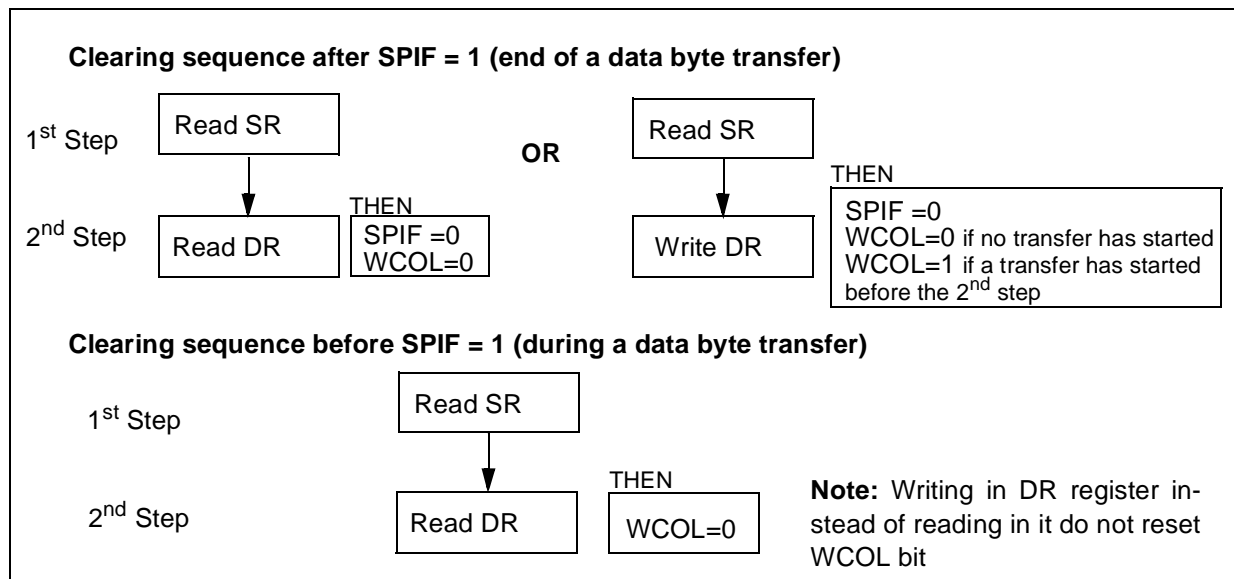 Clearing sequence after SPIF = 1 (end of a data byte transfer)
1st Step
Read SR
OR
Read SR
2nd Step
Read DR
THEN
SPIF =0
WCOL=0
Write DR
THEN
SPIF =0
WCOL=0 if no transfer has started
WCOL=1 if a transfer has started
before the 2nd step
Clearing sequence before SPIF = 1 (during a data byte transfer)
1st Step
Read SR
2nd Step
Read DR
THEN
WCOL=0
Note: Writing in DR register in-
stead of reading in it do not reset
WCOL bit